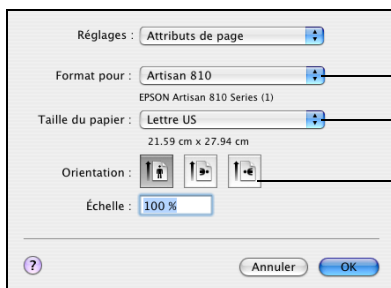 Réglages : Attributs de page
Format pour : Artisan 810
EPSON Artisan 810 Series (1)
Taille du papier : Lettre US
21.59 cm x 27.94 cm
Orientation :
Échelle : 100 %
? Annuler OK